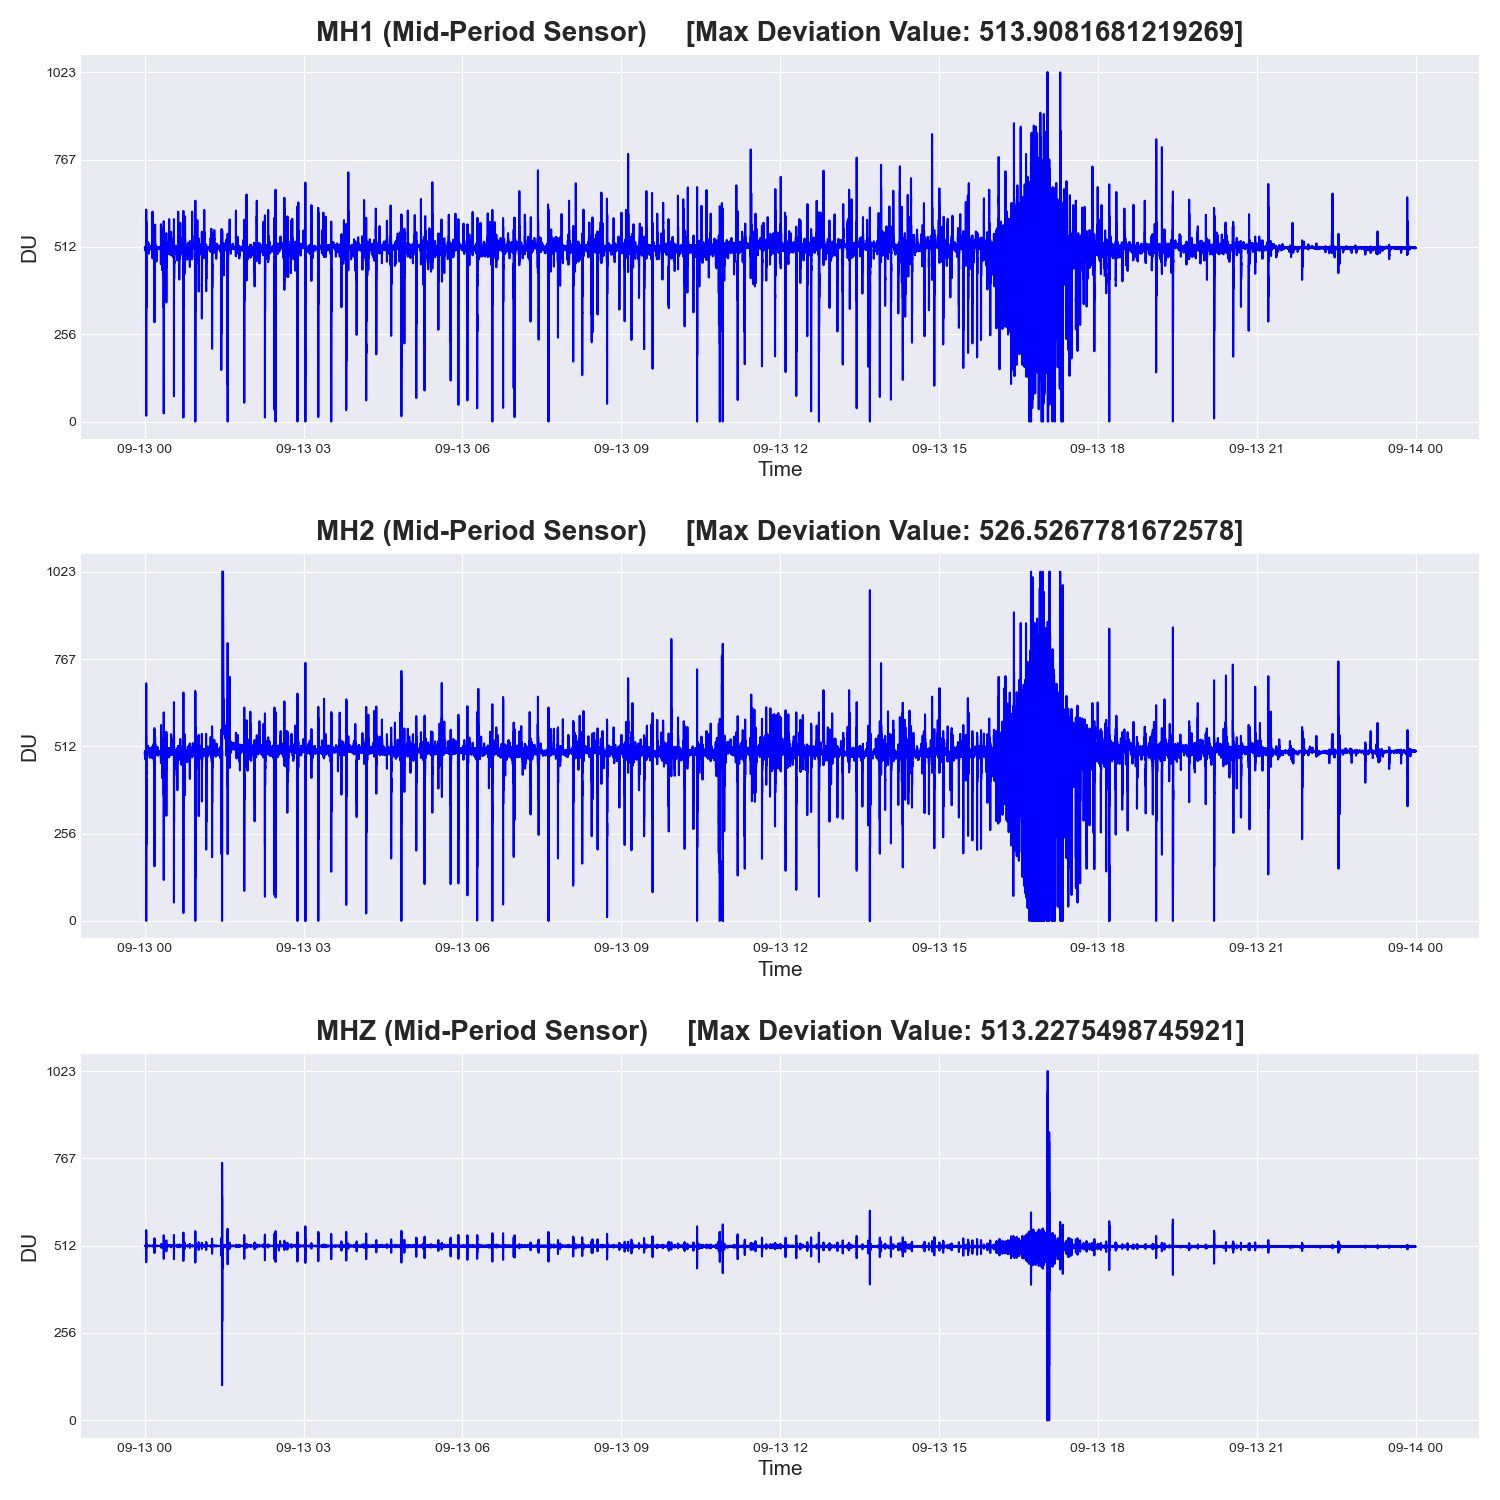 MH1 (Mid-Period Sensor) [Max Deviation Value: 513.9081681219269]
1023
767
512
256
0
DU
09-13 00 09-13 03 09-13 06 09-13 09 09-13 12 09-13 15 09-13 18 09-13 21 09-14 00
Time
MH2 (Mid-Period Sensor) [Max Deviation Value: 526.5267781672578]
1023
767
512
256
0
DU
09-13 00 09-13 03 09-13 06 09-13 09 09-13 12 09-13 15 09-13 18 09-13 21 09-14 00
Time
MHZ (Mid-Period Sensor) [Max Deviation Value: 513.2275498745921]
1023
767
512
256
0
DU
09-13 00 09-13 03 09-13 06 09-13 09 09-13 12 09-13 15 09-13 18 09-13 21 09-14 00
Time